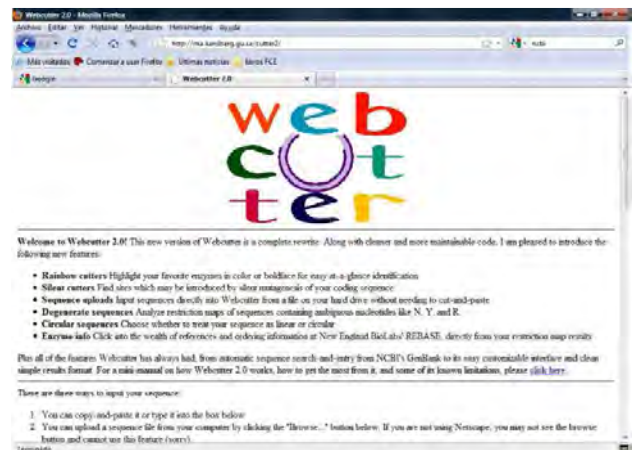 Webcutter 2.0 - Mozilla Firefox
Archivo Editar Ver Historial Marcadores Herramientas Ayuda
http://rna.lundberg.gu.se/cutter2/
Más visitados Comenzar a usar Firefox Últimas noticias libros FCE
Google Webcutter 2.0
web
cut
ter
Welcome to Webcutter 2.0! This new version of Webcutter is a complete rewrite. Along with cleaner and more maintainable code, I am pleased to introduce the
following new features:
Rainbow cutters Highlight your favorite enzymes in color or boldface for easy at-a-glance identification
Silent cutters Find sites which may be introduced by silent mutagenesis of your coding sequence
Sequence uploads Input sequences directly into Webcutter from a file on your hard drive without needing to cut-and-paste
Degenerate sequences Analyze restriction maps of sequences containing ambiguous nucleotides like N, Y, and R.
Circular sequences Choose whether to treat your sequence as linear or circular
Enzyme info Click into the wealth of references and ordering information at New England BioLabs' REBASE, directly from your restriction map results
Plus all of the features Webcutter has always had, from automatic sequence search-and-entry from NCBI's GenBank to its easy customizable interface and clean
simple results format. For a mini-manual on how Webcutter 2.0 works, how to get the most from it, and some of its known limitations, please click here.
There are three ways to input your sequence:
1. You can copy-and-paste it or type it into the box below
2. You can upload a sequence file from your computer by clicking the "Browse..." button below. If you are not using Netscape, you may not see the browse
button and cannot use this feature (sorry).